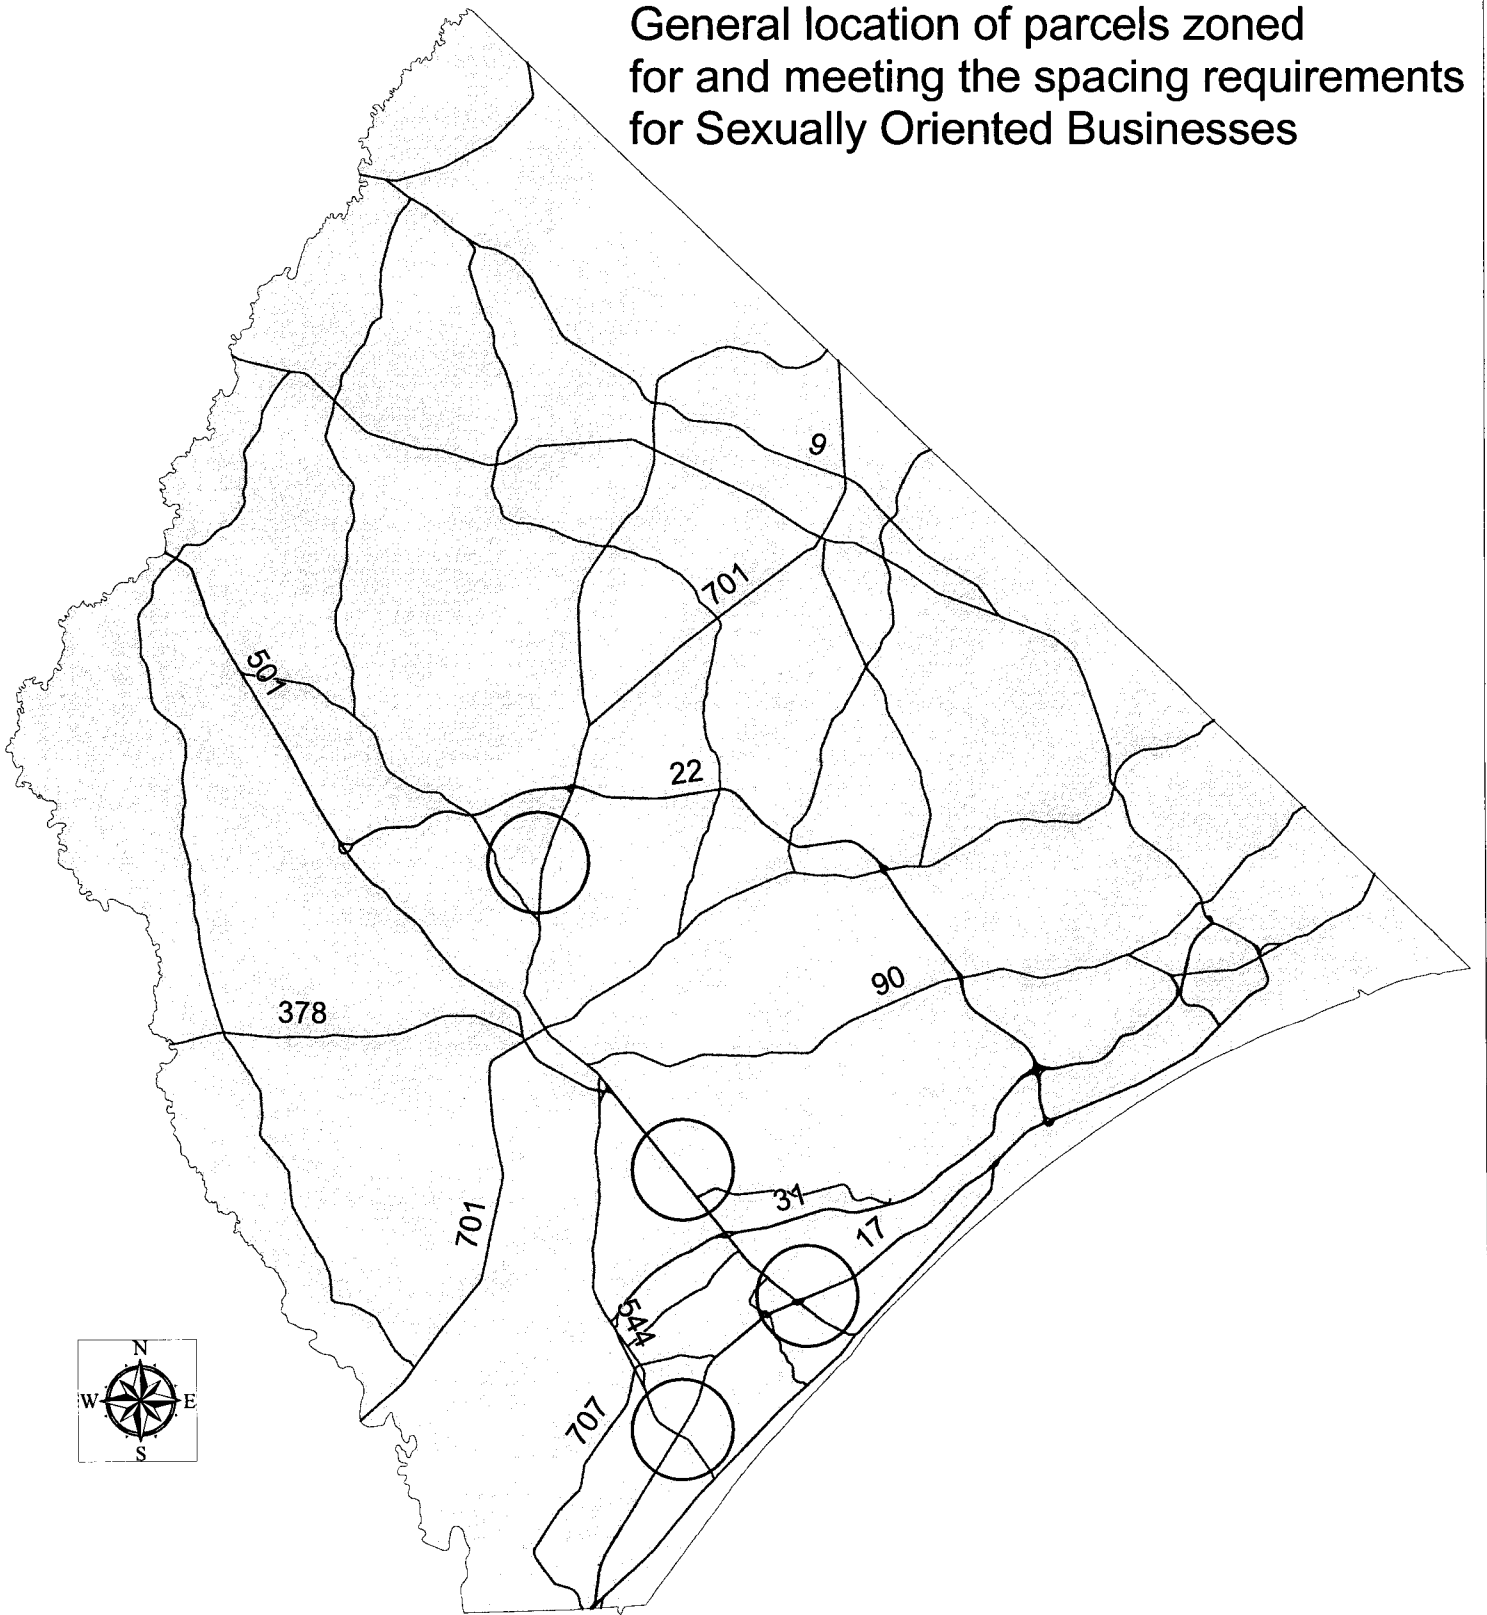 General location of parcels zoned
for and meeting the spacing requirements
for Sexually Oriented Businesses
9
701
501
22
90
378
31
701
17
544
707
N
W E
S